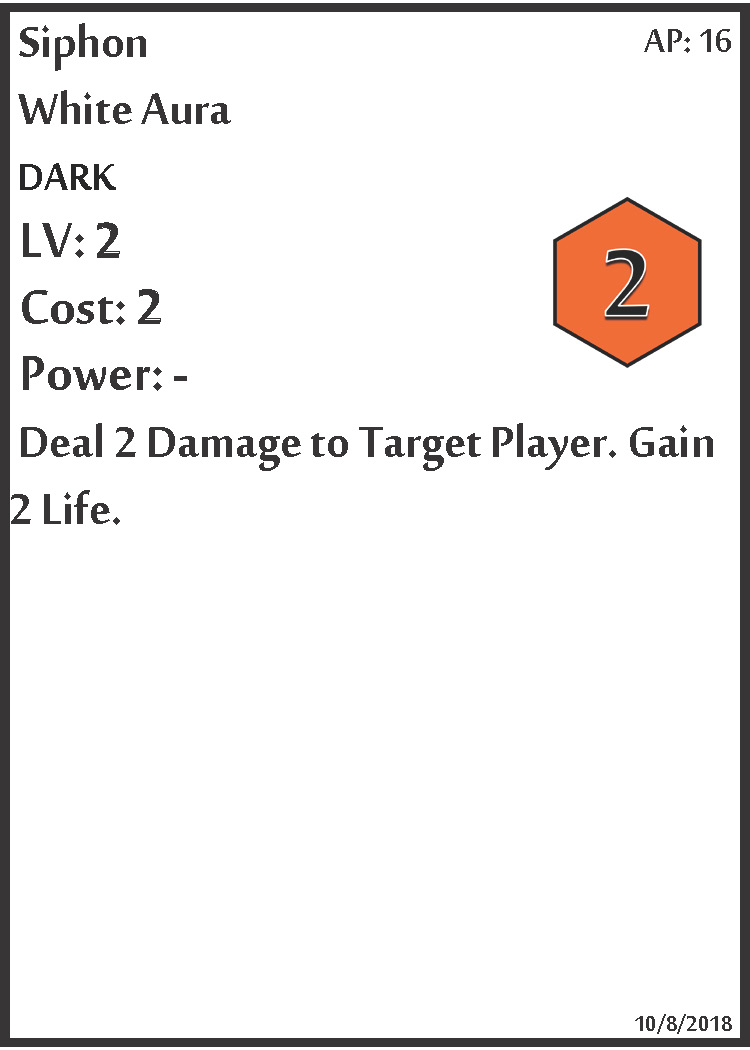 Siphon
AP: 16
White Aura
DARK
LV: 2
Cost: 2
2
Power: -
Deal 2 Damage to Target Player. Gain
2 Life.
10/8/2018